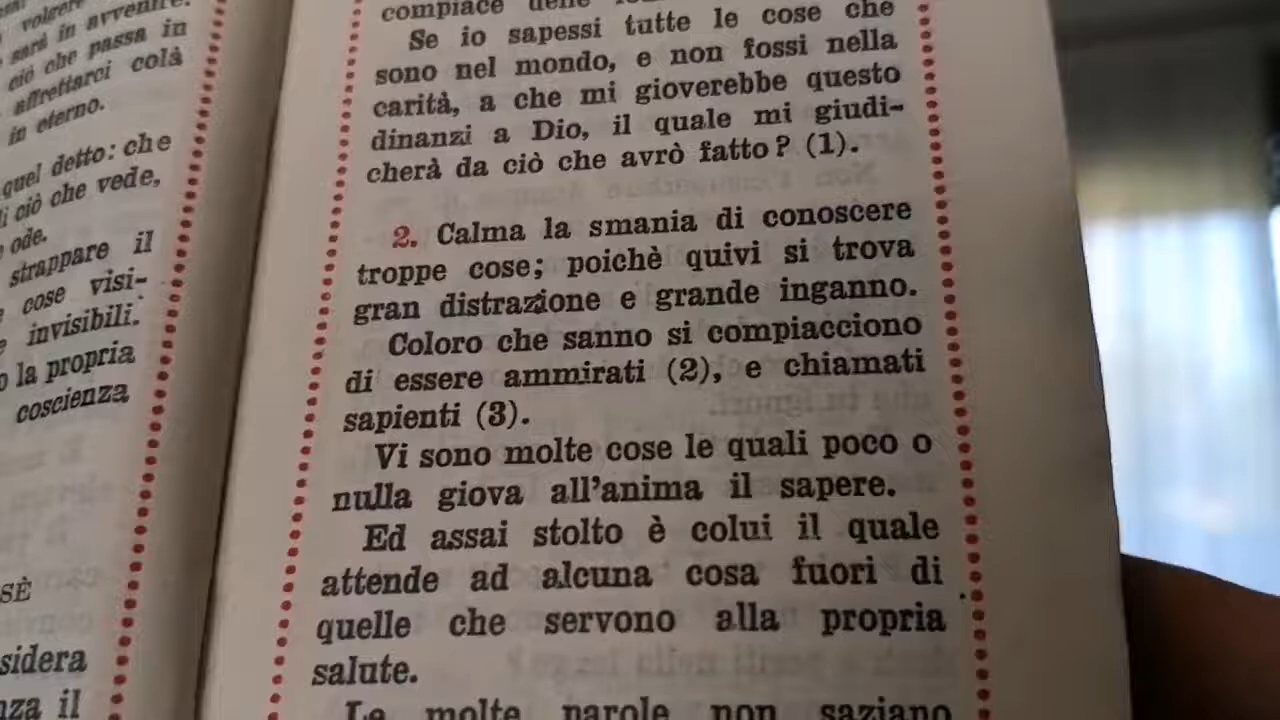 volgere
sarà in avvenire.
ciò che passa in
affrettarci colà
in eterno.
quel detto: che
di ciò che vede,
ode.
strappare il
cose visi-
invisibili.
la propria
coscienza
SÈ
sidera
nza il
compiace delle
Se io sapessi tutte le cose che
sono nel mondo, e non fossi nella
carità, a che mi gioverebbe questo
dinanzi a Dio, il quale mi giudi-
cherà da ciò che avrò fatto? (1).
2. Calma la smania di conoscere
troppe cose; poichè quivi si trova
gran distrazione e grande inganno.
Coloro che sanno si compiacciono
di essere ammirati (2), e chiamati
sapienti (3).
Vi sono molte cose le quali poco o
nulla giova all'anima il sapere.
Ed assai stolto è colui il quale
attende ad alcuna cosa fuori di
quelle che servono alla propria
salute.
Le molte parole non saziano